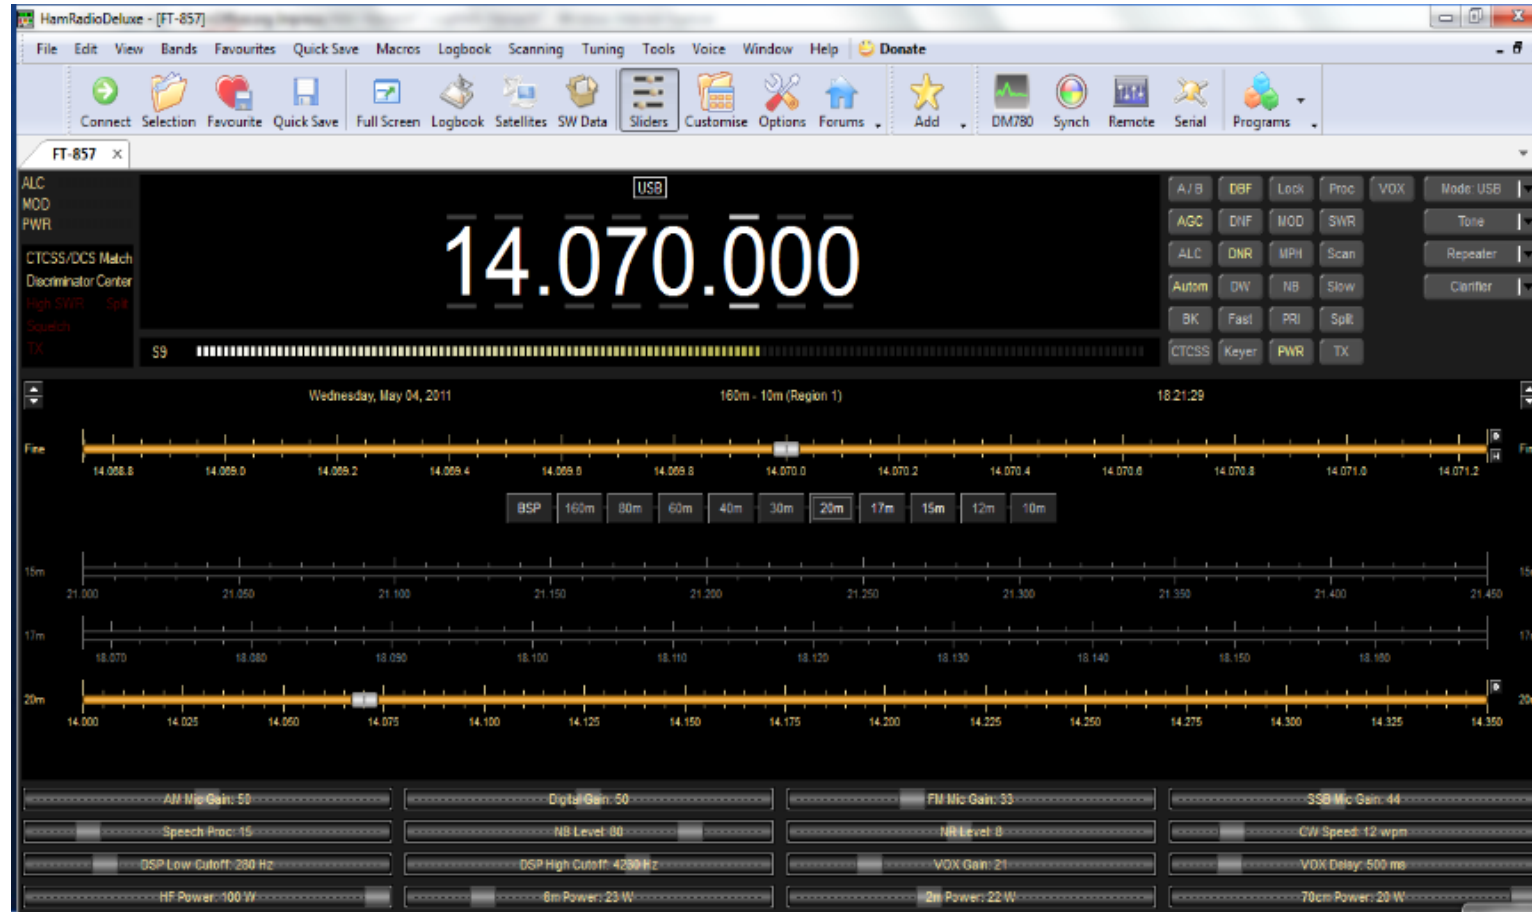 HamRadioDeluxe - [FT-857]
File Edit View Bands Favourites Quick Save Macros Logbook Scanning Tuning Tools Voice Window Help Donate
Connect Selection Favourite Quick Save Full Screen Logbook Satellites SW Data Sliders Customise Options Forums Add DM780 Synch Remote Serial Programs
FT-857
ALC
MOD
PWR
CTCSS/DCS Match
Discriminator Center
High SWR Split
Squelch
TX
USB
14.070.000
S9
A / B DBF Lock Proc VOX Mode: USB
AGC DNF MOD SWR Tone
ALC DNR MPH Scan Repeater
Autom DW NB Slow Clarifier
BK Fast PRI Split
CTCSS Keyer PWR TX
Wednesday, May 04, 2011 160m - 10m (Region 1) 18:21:29
Fine
14.068.8 14.069.0 14.069.2 14.069.4 14.069.6 14.069.8 14.070.0 14.070.2 14.070.4 14.070.6 14.070.8 14.071.0 14.071.2
BSP 160m 80m 60m 40m 30m 20m 17m 15m 12m 10m
15m
21.000 21.050 21.100 21.150 21.200 21.250 21.300 21.350 21.400 21.450
17m
18.070 18.080 18.090 18.100 18.110 18.120 18.130 18.140 18.150 18.160
20m
14.000 14.025 14.050 14.075 14.100 14.125 14.150 14.175 14.200 14.225 14.250 14.275 14.300 14.325 14.350
AM Mic Gain: 50 Digital Gain: 50 FM Mic Gain: 33 SSB Mic Gain: 44
Speech Proc: 15 NB Level: 80 NR Level: 8 CW Speed: 12 wpm
DSP Low Cutoff: 280 Hz DSP High Cutoff: 4280 Hz VOX Gain: 21 VOX Delay: 500 ms
HF Power: 100 W 6m Power: 23 W 2m Power: 22 W 70cm Power: 20 W